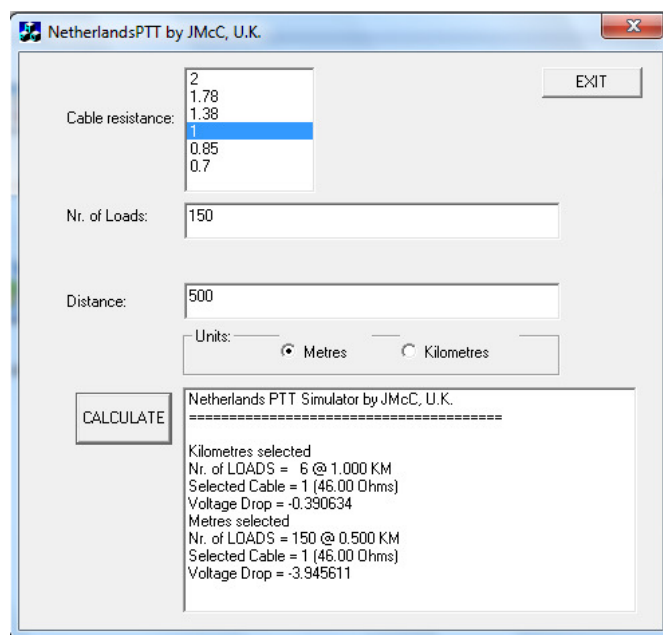 NetherlandsPTT by JMcC, U.K.
X
EXIT
Cable resistance:
2
1.78
1.38
1
0.85
0.7
Nr. of Loads:
150
Distance:
500
Units:
Metres
Kilometres
CALCULATE
Netherlands PTT Simulator by JMcC, U.K.
=======================================
Kilometres selected
Nr. of LOADS =   6 @ 1.000 KM
Selected Cable = 1 (46.00 Ohms)
Voltage Drop = -0.390634
Metres selected
Nr. of LOADS = 150 @ 0.500 KM
Selected Cable = 1 (46.00 Ohms)
Voltage Drop = -3.945611